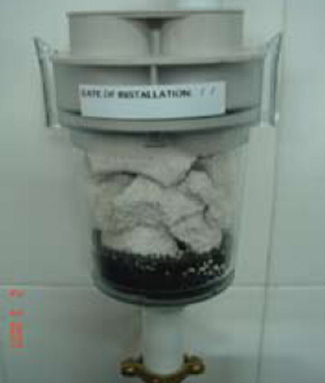 DATE OF INSTALLATION: / /